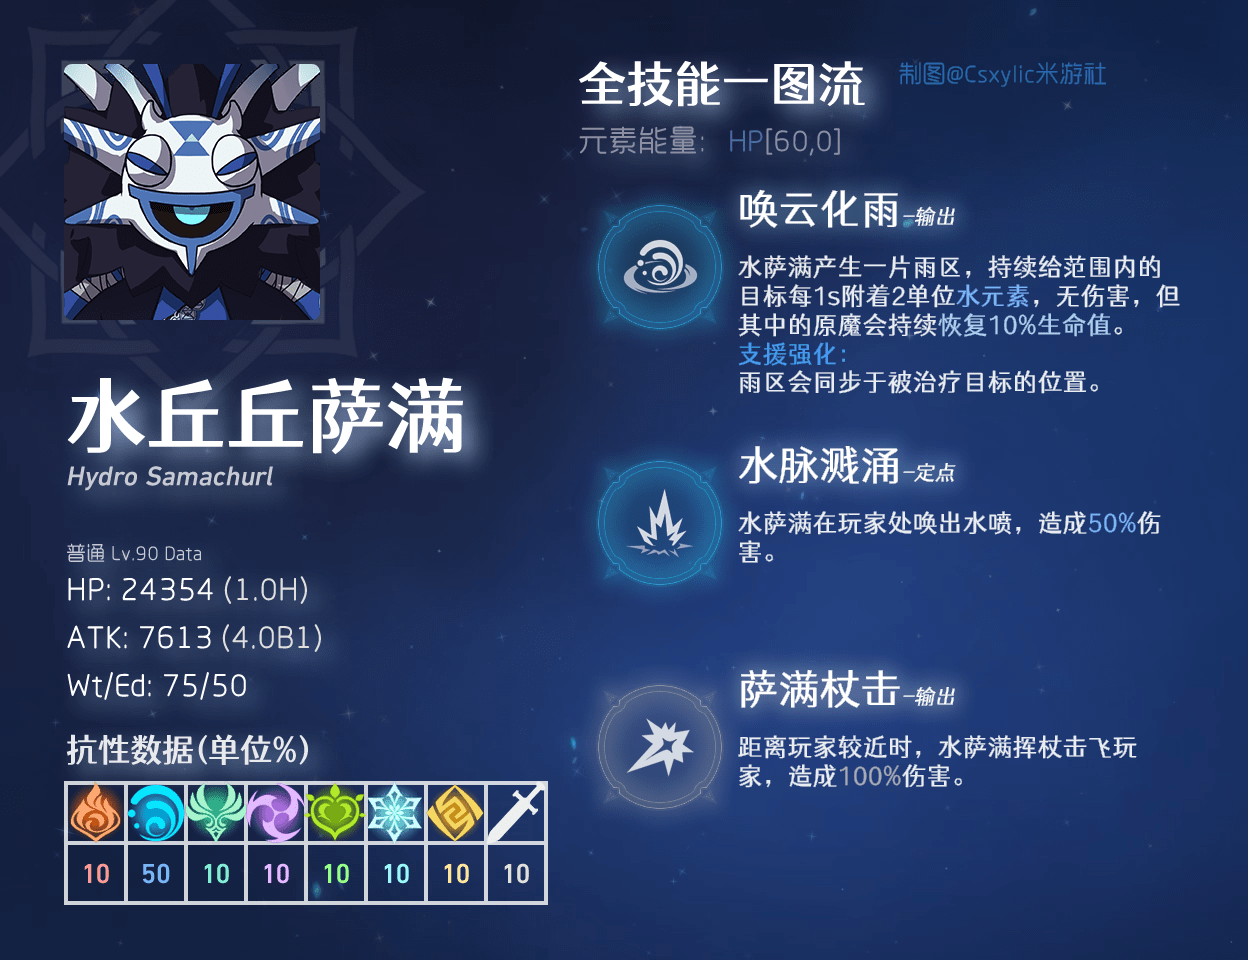 全技能一图流
制图@Csxylic米游社
元素能量: HP[60,0]
唤云化雨-输出
水萨满产生一片雨区，持续给范围内的
目标每1s附着2单位水元素，无伤害，但
其中的原魔会持续恢复10%生命值。
支援强化：
雨区会同步于被治疗目标的位置。
水脉溅涌-定点
水萨满在玩家处唤出水喷，造成50%伤
害。
萨满杖击-输出
距离玩家较近时，水萨满挥杖击飞玩
家，造成100%伤害。
水丘丘萨满
Hydro Samachurl
普通 Lv.90 Data
HP: 24354 (1.0H)
ATK: 7613 (4.0B1)
Wt/Ed: 75/50
抗性数据(单位%)
10 50 10 10 10 10 10 10